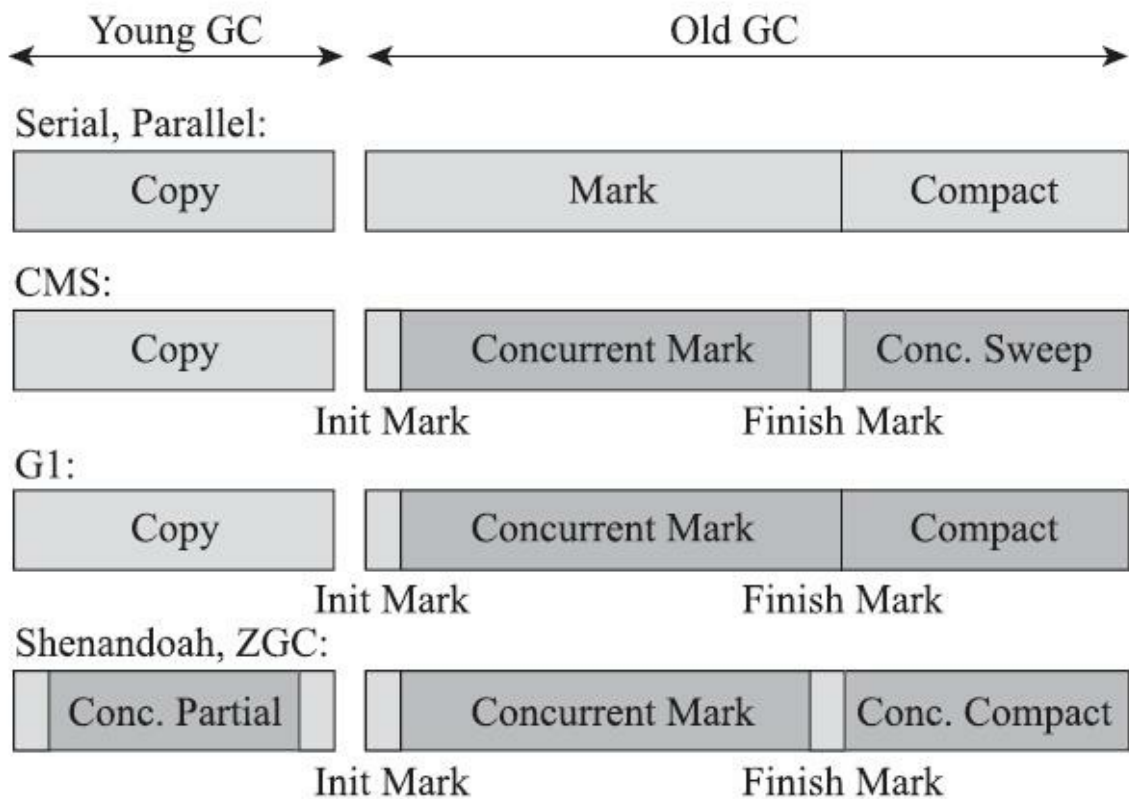 Young GC Old GC
Serial, Parallel:
Copy Mark Compact
CMS:
Copy Concurrent Mark Conc. Sweep
Init Mark Finish Mark
G1:
Copy Concurrent Mark Compact
Init Mark Finish Mark
Shenandoah, ZGC:
Conc. Partial Concurrent Mark Conc. Compact
Init Mark Finish Mark